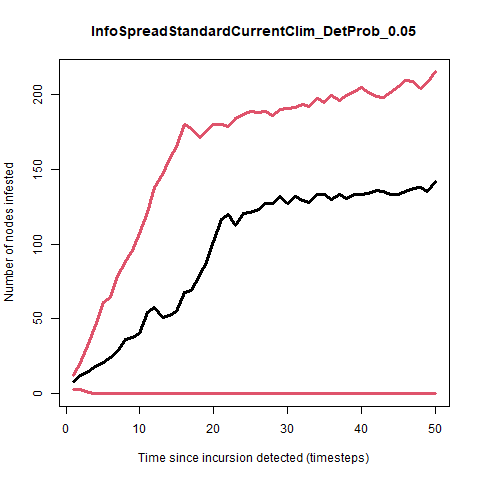 InfoSpreadStandardCurrentClim_DetProb_0.05
Number of nodes infested
200
150
100
50
0
0 10 20 30 40 50
Time since incursion detected (timesteps)